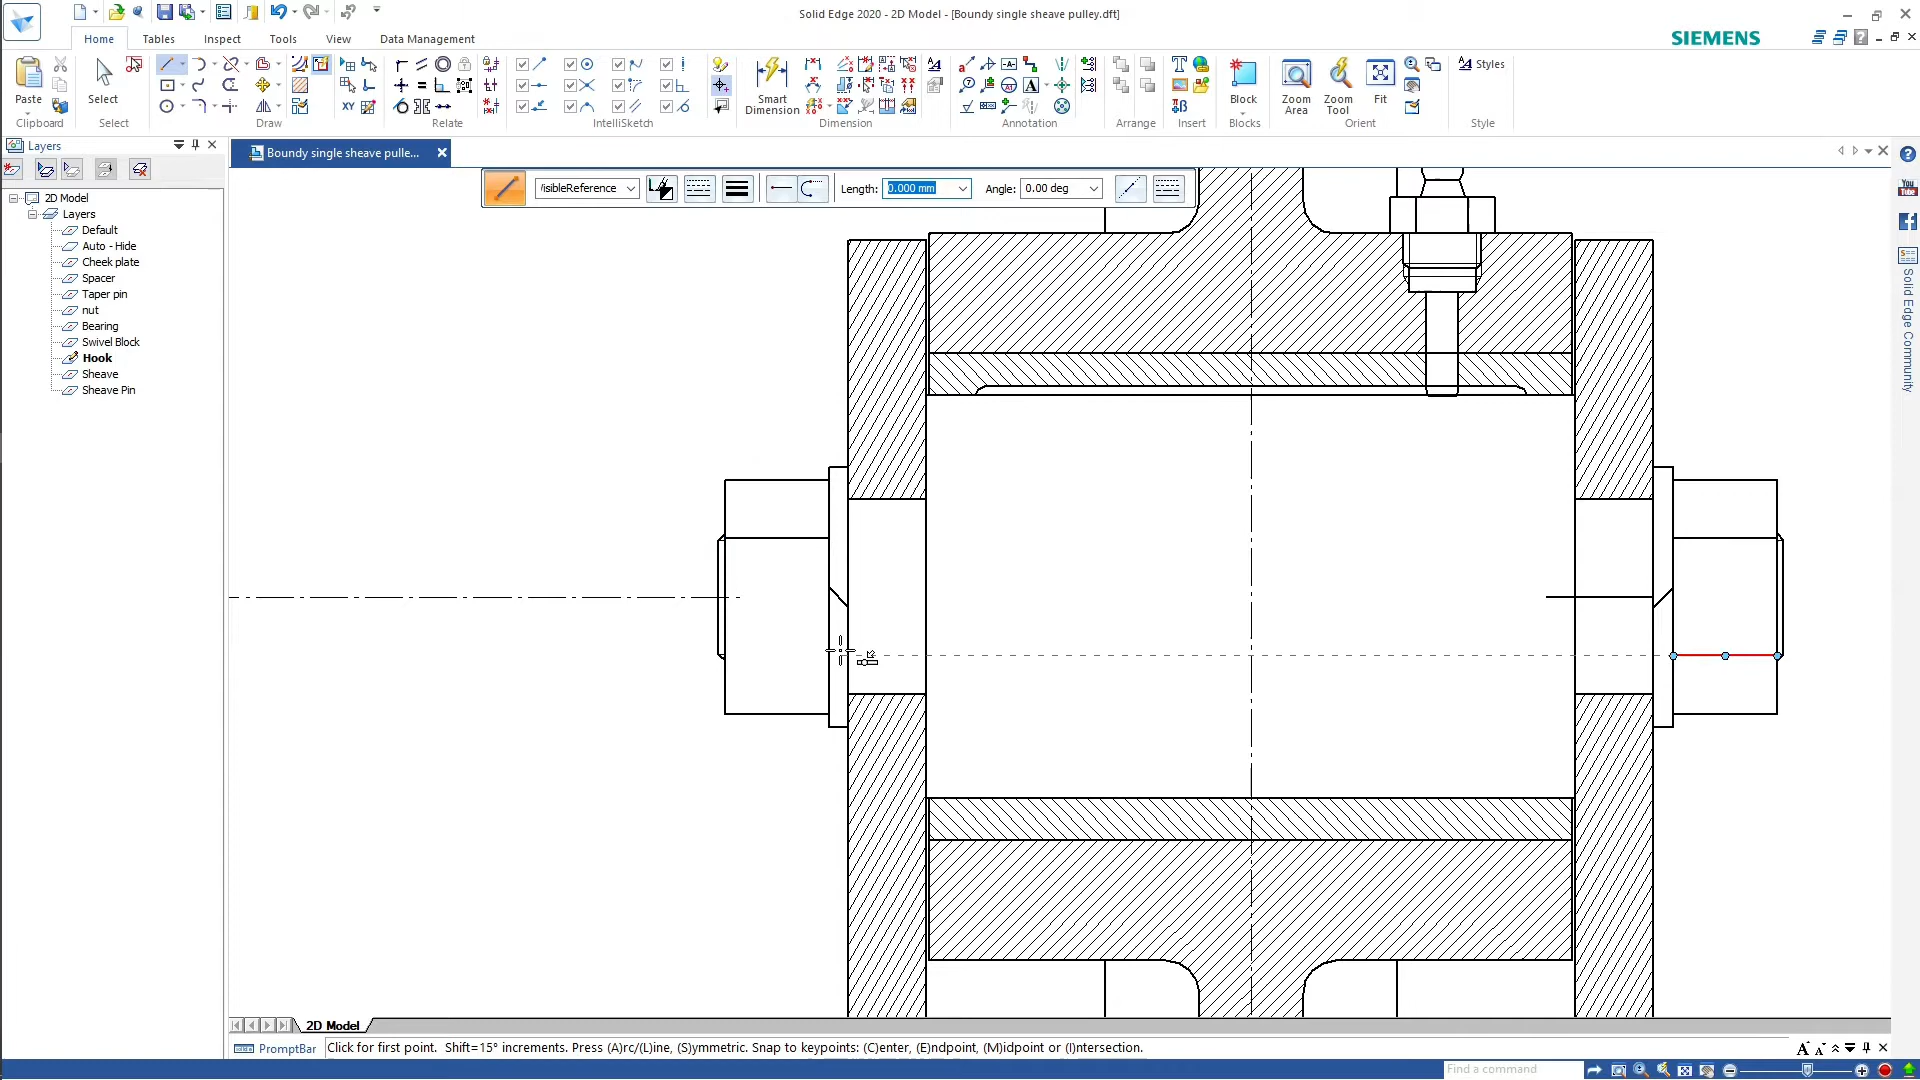 Solid Edge 2020 - 2D Model - [Boundy single sheave pulley.dft]
Home
Tables
Inspect
Sketch
Tools
View
Data Management
SIEMENS
Paste
Select
Smart
Dimension
Block
Zoom
Area
Zoom
Tool
Fit
Styles
Clipboard
Select
Draw
Relate
IntelliSketch
Dimension
Annotation
Arrange
Insert
Blocks
Orient
Style
Layers
Boundy single sheave pulle...
2D Model
Layers
Default
Auto - Hide
Cheek plate
Spacer
Taper pin
nut
Bearing
Swivel Block
Hook
Sheave
Sheave Pin
isibleReference
Length:
0.000 mm
Angle:
0.00 deg
Solid Edge Community
2D Model
PromptBar
Click for first point. Shift=15° increments. Press (A)rc/(L)ine, (S)ymmetric. Snap to keypoints: (C)enter, (E)ndpoint, (M)idpoint or (I)ntersection.
Find a command